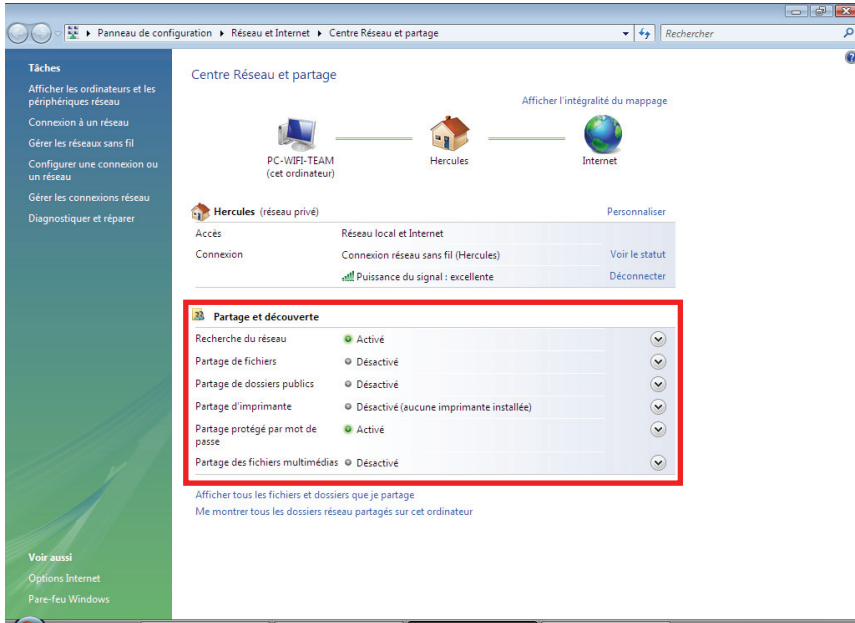 Panneau de configuration ▸ Réseau et Internet ▸ Centre Réseau et partage
Rechercher
Tâches
Afficher les ordinateurs et les
périphériques réseau
Connexion à un réseau
Gérer les réseaux sans fil
Configurer une connexion ou
un réseau
Gérer les connexions réseau
Diagnostiquer et réparer
Voir aussi
Options Internet
Pare-feu Windows
Centre Réseau et partage
Afficher l'intégralité du mappage
PC-WIFI-TEAM
(cet ordinateur)
Hercules
Internet
Hercules (réseau privé) Personnaliser
Accès Réseau local et Internet
Connexion Connexion réseau sans fil (Hercules) Voir le statut
Puissance du signal : excellente Déconnecter
Partage et découverte
Recherche du réseau Activé
Partage de fichiers Désactivé
Partage de dossiers publics Désactivé
Partage d'imprimante Désactivé (aucune imprimante installée)
Partage protégé par mot de
passe Activé
Partage des fichiers multimédias Désactivé
Afficher tous les fichiers et dossiers que je partage
Me montrer tous les dossiers réseau partagés sur cet ordinateur